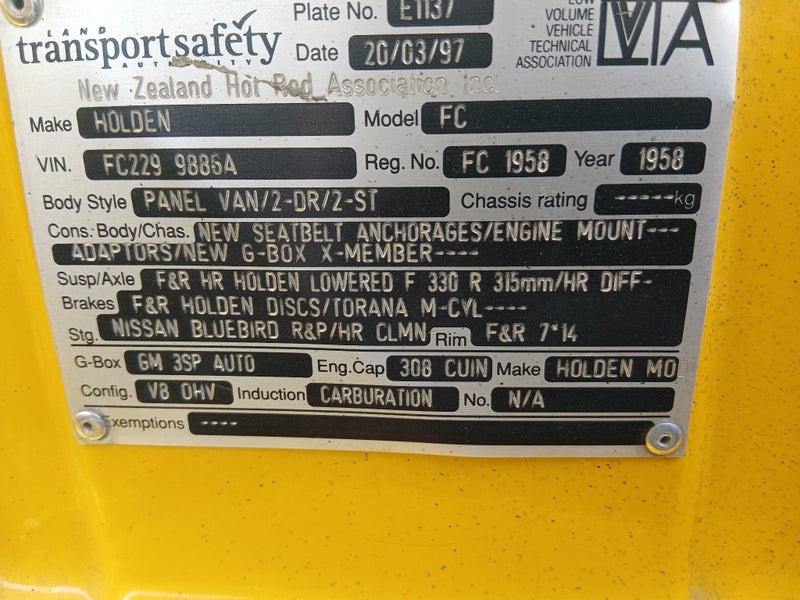 Plate No. E1137
LOW VOLUME VEHICLE TECHNICAL ASSOCIATION LVVTA
LAND transportsafety AUTHORITY
Date 20/03/97
New Zealand Hot Rod Association Inc.
Make HOLDEN Model FC
VIN. FC229 9886A Reg. No. FC 1958 Year 1958
Body Style PANEL VAN/2-DR/2-ST Chassis rating -----kg
Cons. Body/Chas. NEW SEATBELT ANCHORAGES/ENGINE MOUNT---
ADAPTORS/NEW G-BOX X-MEMBER----
Susp/Axle F&R HR HOLDEN LOWERED F 330 R 315mm/HR DIFF-
Brakes F&R HOLDEN DISCS/TORANA M-CYL----
Stg. NISSAN BLUEBIRD R&P/HR CLMN Rim F&R 7*14
G-Box GM 3SP AUTO Eng.Cap 308 CUIN Make HOLDEN MOD
Config. V8 OHV Induction CARBURATION No. N/A
Exemptions ----